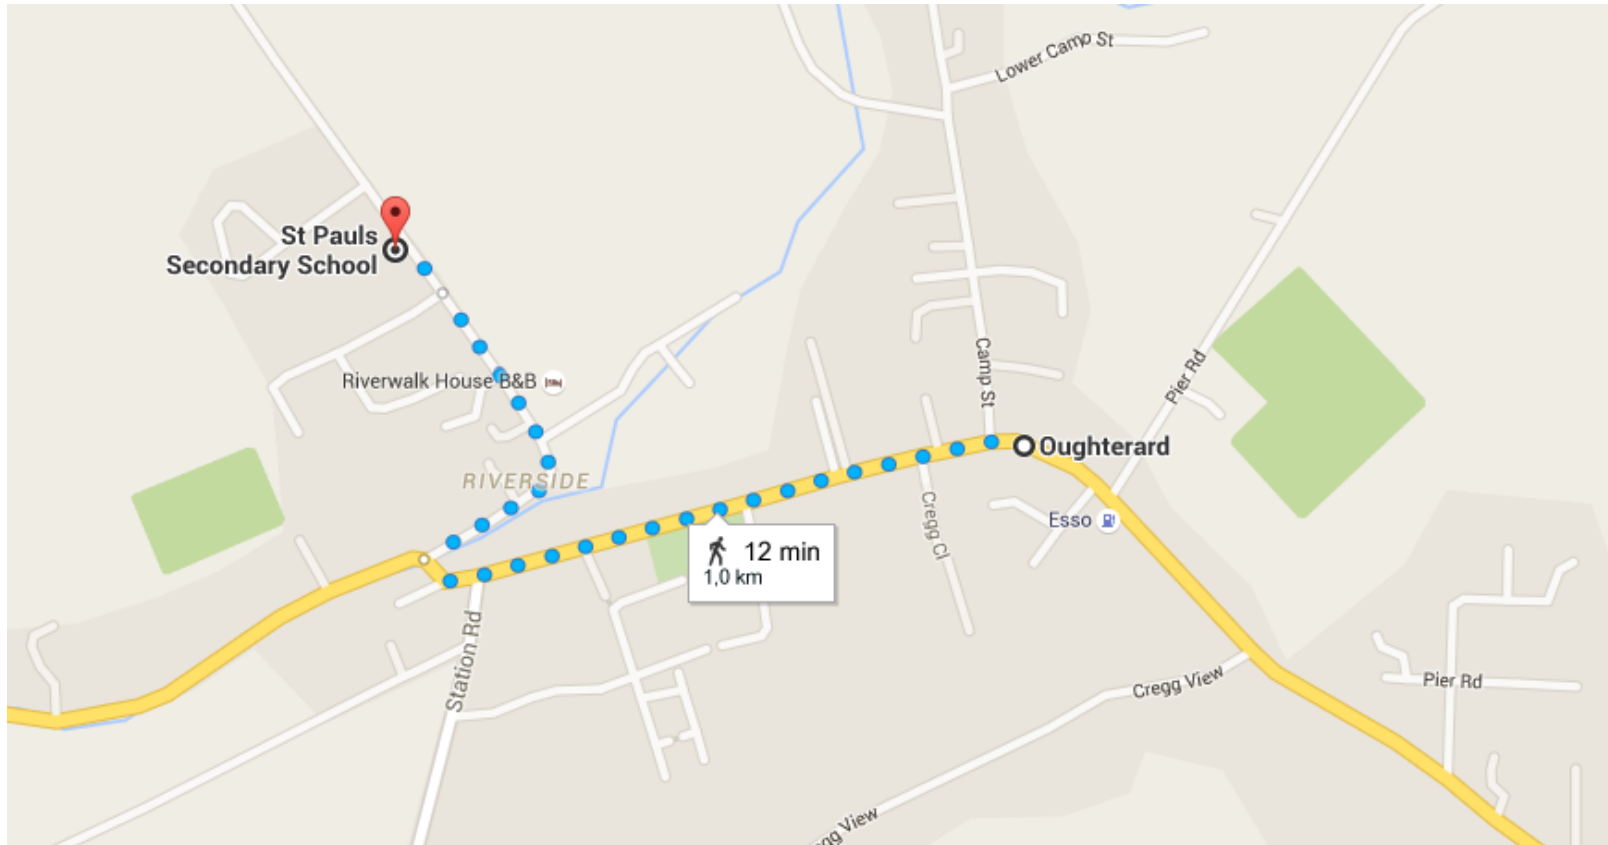 Lower Camp St
St Pauls
Secondary School
Camp St
Pier Rd
Riverwalk House B&B
Oughterard
RIVERSIDE
Cregg Cl
Esso
12 min
1,0 km
Station Rd
Cregg View
Pier Rd
gg View